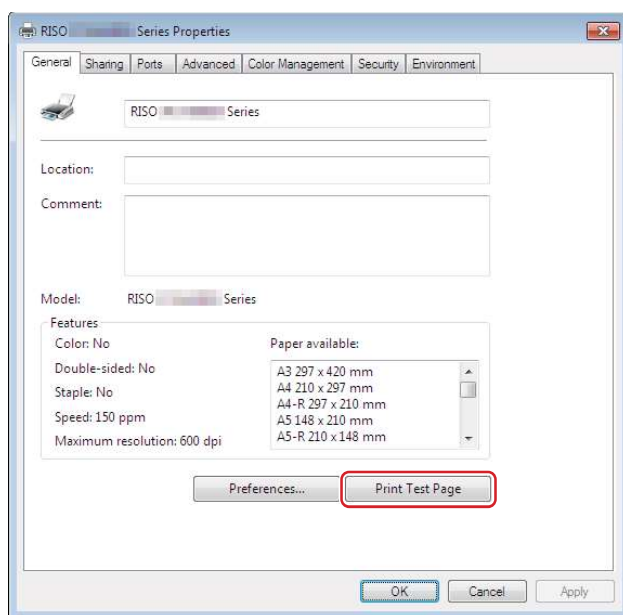 RISO Series Properties
General Sharing Ports Advanced Color Management Security Environment
RISO Series
Location:
Comment:
Model: RISO Series
Features
Color: No
Double-sided: No
Staple: No
Speed: 150 ppm
Maximum resolution: 600 dpi
Paper available:
A3 297 x 420 mm
A4 210 x 297 mm
A4-R 297 x 210 mm
A5 148 x 210 mm
A5-R 210 x 148 mm
Preferences... Print Test Page
OK Cancel Apply